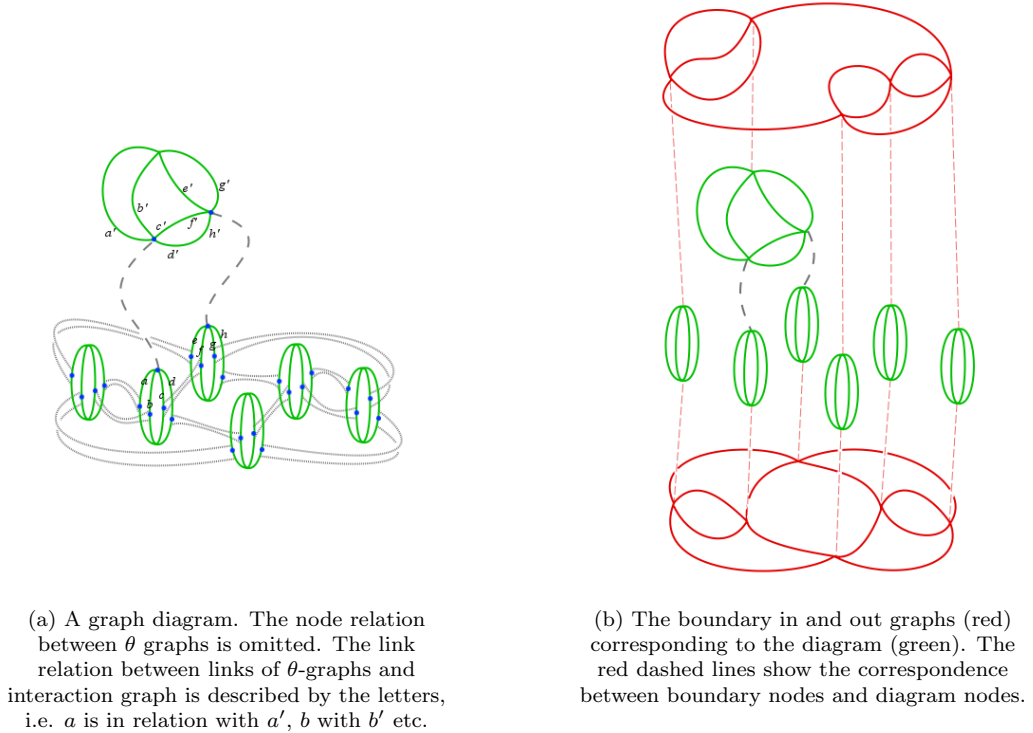 g'
e'
b'
c'
f'
a'
h'
d'
h
e
g
f
a
d
c
b
(a) A graph diagram. The node relation
between θ graphs is omitted. The link
relation between links of θ-graphs and
interaction graph is described by the letters,
i.e. a is in relation with a′, b with b′ etc.
(b) The boundary in and out graphs (red)
corresponding to the diagram (green). The
red dashed lines show the correspondence
between boundary nodes and diagram nodes.